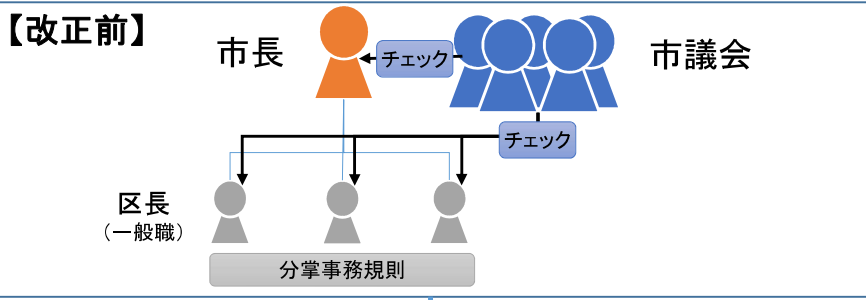 【改正前】
市長
チェック
市議会
チェック
区長
（一般職）
分掌事務規則